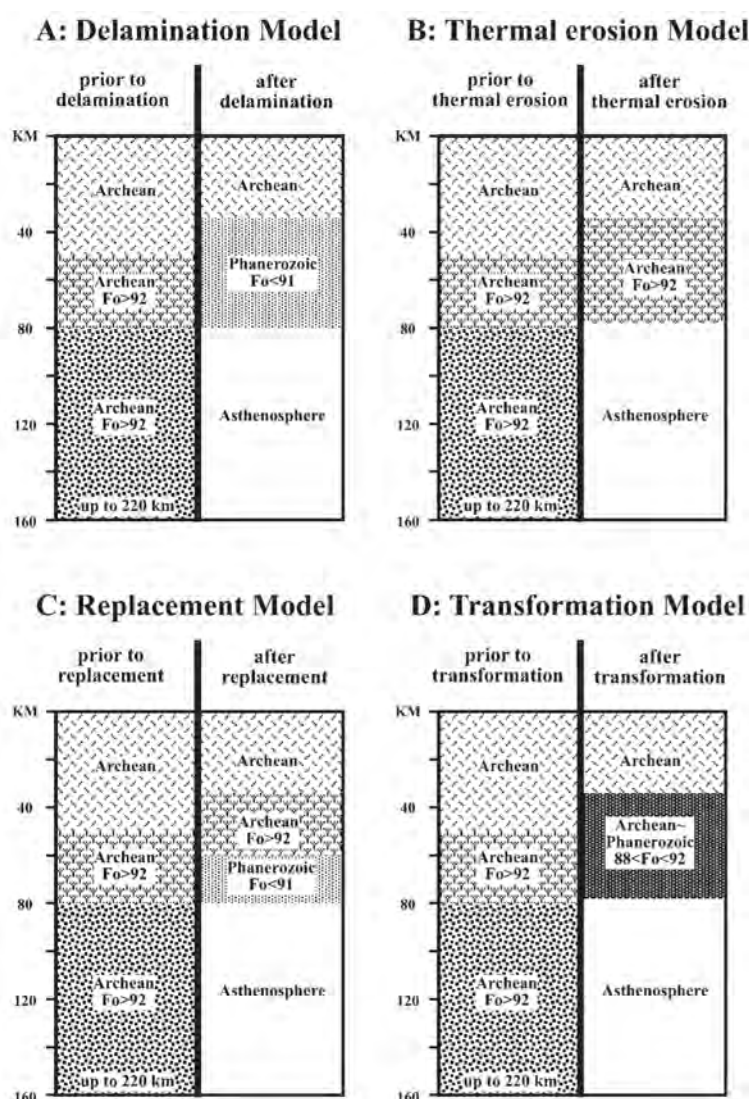 A: Delamination Model
prior to
delamination
after
delamination
KM
40
80
120
160
Archean
Archean
Fo>92
Archean
Fo>92
up to 220 km
Archean
Phanerozoic
Fo<91
Asthenosphere
B: Thermal erosion Model
prior to
thermal erosion
after
thermal erosion
KM
40
80
120
160
Archean
Archean
Fo>92
Archean
Fo>92
up to 220 km
Archean
Archean
Fo>92
Asthenosphere
C: Replacement Model
prior to
replacement
after
replacement
KM
40
80
120
160
Archean
Archean
Fo>92
Archean
Fo>92
up to 220 km
Archean
Archean
Fo>92
Phanerozoic
Fo<91
Asthenosphere
D: Transformation Model
prior to
transformation
after
transformation
KM
40
80
120
160
Archean
Archean
Fo>92
Archean
Fo>92
up to 220 km
Archean
Archean~
Phanerozoic
88<Fo<92
Asthenosphere